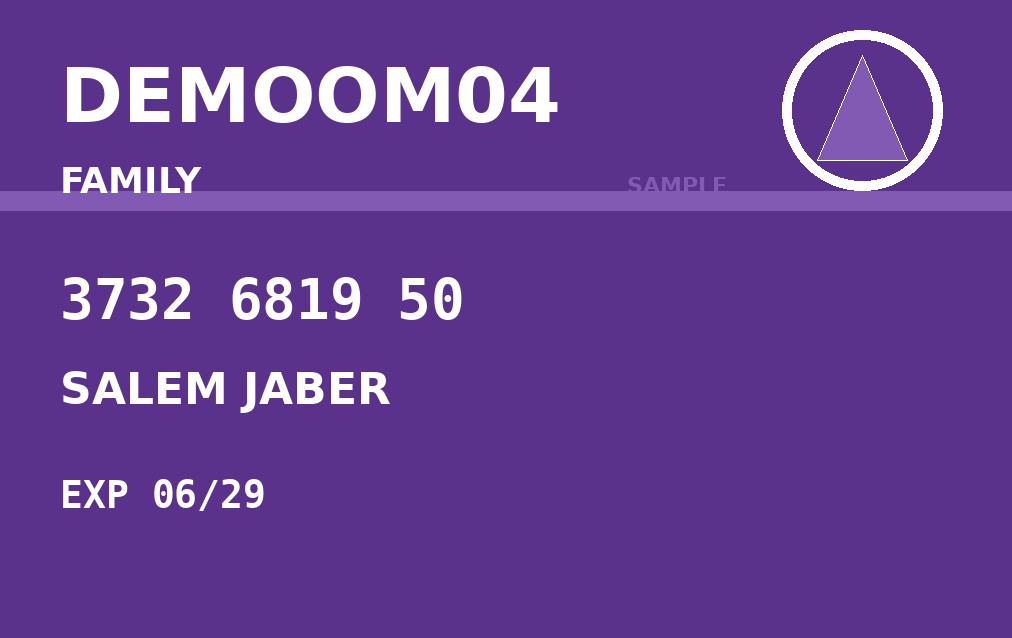 DEMOOM04
FAMILY
SAMPLE
3732 6819 50
SALEM JABER
EXP 06/29